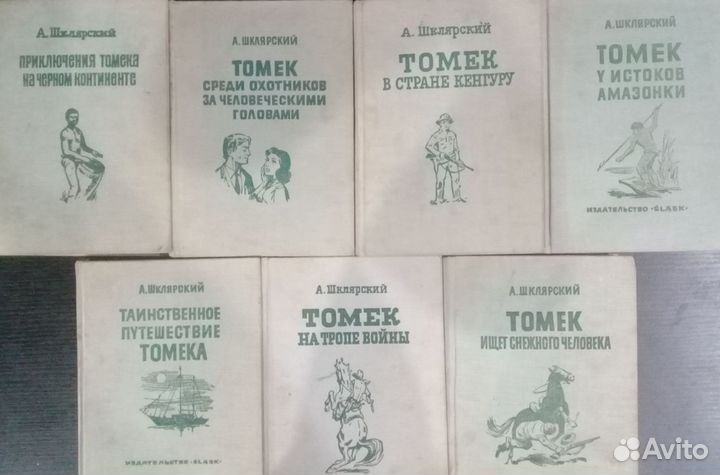 А. Шклярский
ПРИКЛЮЧЕНИЯ ТОМЕКА
НА ЧЕРНОМ КОНТИНЕНТЕ
А. ШКЛЯРСКИЙ
ТОМЕК
СРЕДИ ОХОТНИКОВ
ЗА ЧЕЛОВЕЧЕСКИМИ
ГОЛОВАМИ
А. Шклярский
ТОМЕК
В СТРАНЕ КЕНГУРУ
А. ШКЛЯРСКИЙ
ТОМЕК
У ИСТОКОВ
АМАЗОНКИ
ИЗДАТЕЛЬСТВО «ŚLĄSK»
А. ШКЛЯРСКИЙ
ТАИНСТВЕННОЕ
ПУТЕШЕСТВИЕ
ТОМЕКА
ИЗДАТЕЛЬСТВО «ŚLĄSK»
А. Шклярский
ТОМЕК
НА ТРОПЕ ВОЙНЫ
А. ШКЛЯРСКИЙ
ТОМЕК
ИЩЕТ СНЕЖНОГО ЧЕЛОВЕКА
Avito